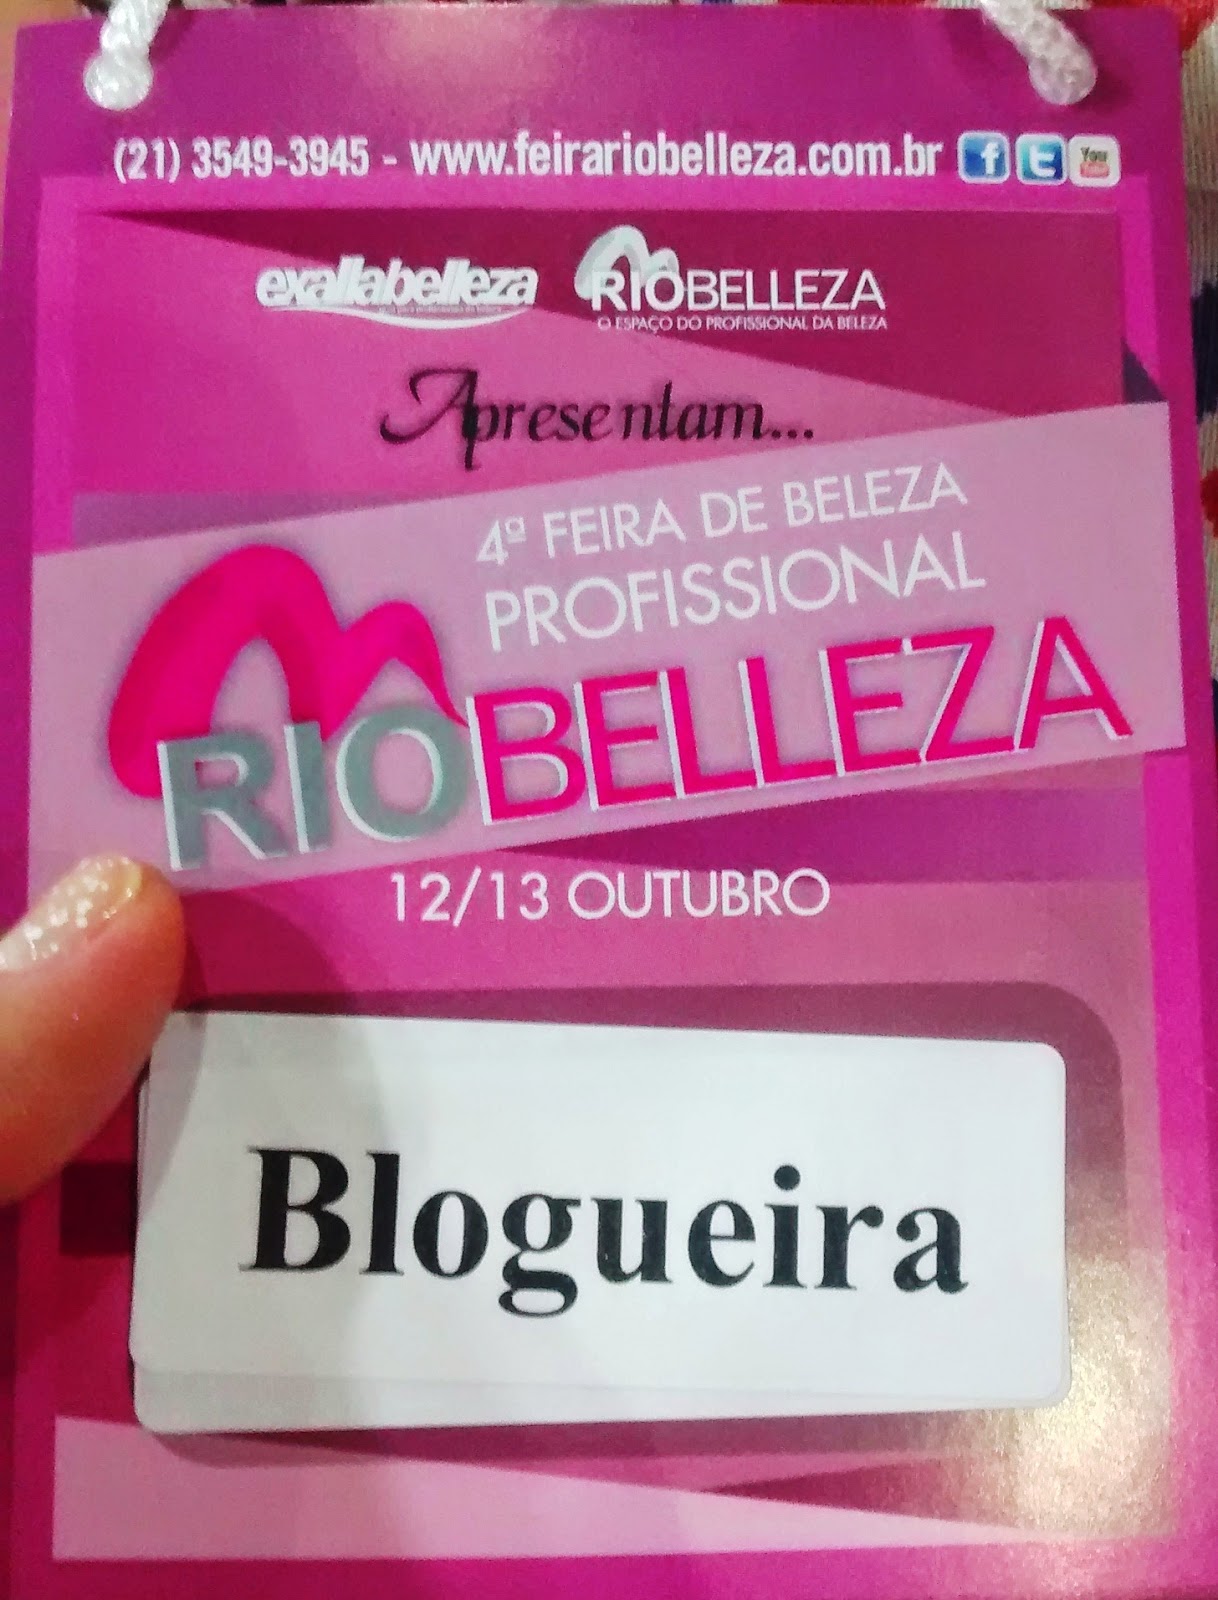 (21) 3549-3945 - www.feirariobelleza.com.br f t You
exallabelleza RIOBELLEZA
O ESPAÇO DO PROFISSIONAL DA BELEZA
Apresentam...
4ª FEIRA DE BELEZA
PROFISSIONAL
RIOBELLEZA
12/13 OUTUBRO
Blogueira